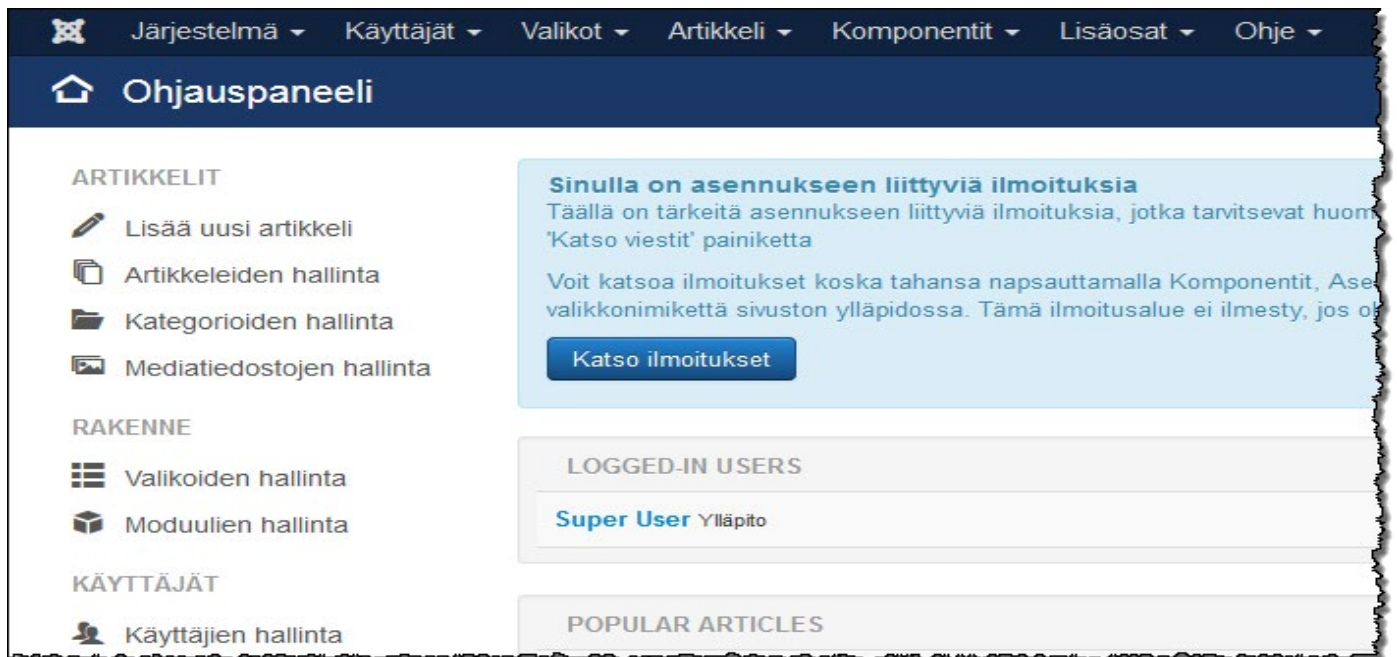 Järjestelmä Käyttäjät Valikot Artikkeli Komponentit Lisäosat Ohje
Ohjauspaneeli
ARTIKKELIT
Lisää uusi artikkeli
Artikkeleiden hallinta
Kategorioiden hallinta
Mediatiedostojen hallinta
RAKENNE
Valikoiden hallinta
Moduulien hallinta
KÄYTTÄJÄT
Käyttäjien hallinta
Sinulla on asennukseen liittyviä ilmoituksia
Täällä on tärkeitä asennukseen liittyviä ilmoituksia, jotka tarvitsevat
'Katso viestit' painiketta
Voit katsoa ilmoitukset koska tahansa napsauttamalla Komponentit,
valikkonimikettä sivuston ylläpidossa. Tämä ilmoitusalue ei ilmesty, jos
Katso ilmoitukset
LOGGED-IN USERS
Super User Ylläpito
POPULAR ARTICLES